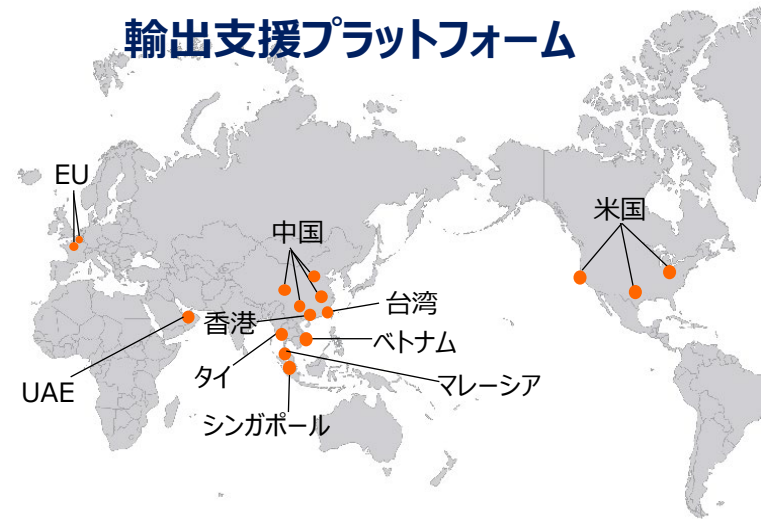 輸出支援プラットフォーム
EU
米国
中国
台湾
香港
ベトナム
タイ
マレーシア
UAE
シンガポール